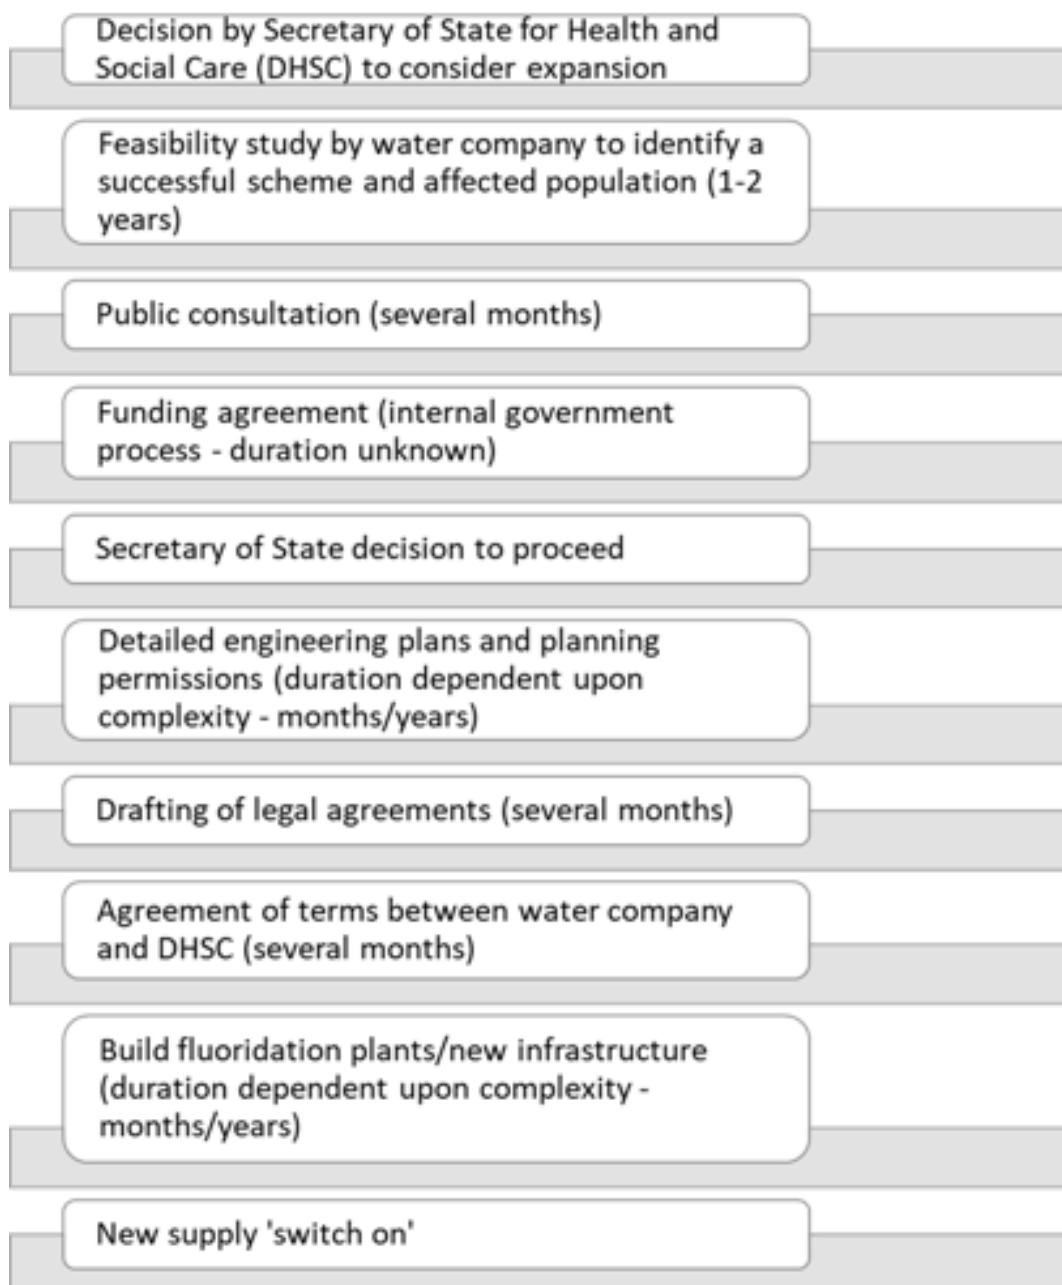 Decision by Secretary of State for Health and
Social Care (DHSC) to consider expansion
Feasibility study by water company to identify a
successful scheme and affected population (1-2
years)
Public consultation (several months)
Funding agreement (internal government
process - duration unknown)
Secretary of State decision to proceed
Detailed engineering plans and planning
permissions (duration dependent upon
complexity - months/years)
Drafting of legal agreements (several months)
Agreement of terms between water company
and DHSC (several months)
Build fluoridation plants/new infrastructure
(duration dependent upon complexity -
months/years)
New supply 'switch on'